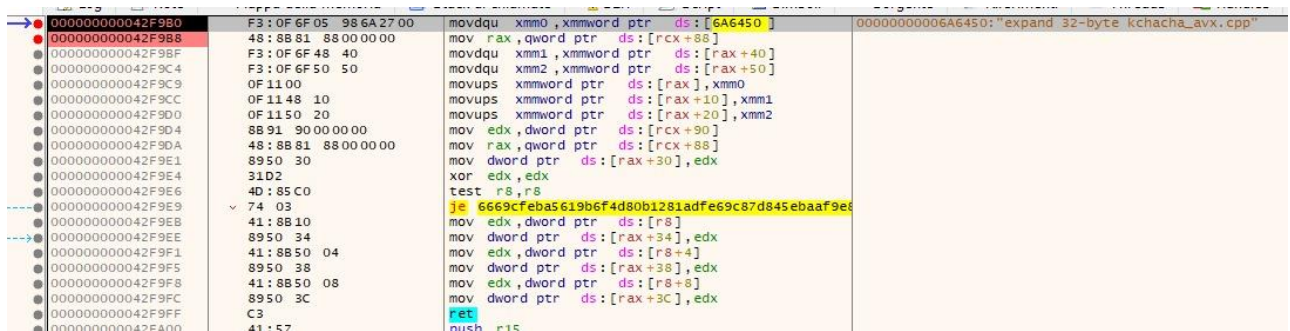 000000000042F9B0 F3:0F6F05 986A2700 movdqu xmm0,xmmword ptr ds:[6A6450] 00000000006A6450:"expand 32-byte kchacha_avx.cpp"
000000000042F9B8 48:8B81 88000000 mov rax,qword ptr ds:[rcx+88]
000000000042F9BF F3:0F6F48 40 movdqu xmm1,xmmword ptr ds:[rax+40]
000000000042F9C4 F3:0F6F50 50 movdqu xmm2,xmmword ptr ds:[rax+50]
000000000042F9C9 0F1100 movups xmmword ptr ds:[rax],xmm0
000000000042F9CC 0F1148 10 movups xmmword ptr ds:[rax+10],xmm1
000000000042F9D0 0F1150 20 movups xmmword ptr ds:[rax+20],xmm2
000000000042F9D4 8B91 90000000 mov edx,dword ptr ds:[rcx+90]
000000000042F9DA 48:8B81 88000000 mov rax,qword ptr ds:[rcx+88]
000000000042F9E1 8950 30 mov dword ptr ds:[rax+30],edx
000000000042F9E4 31D2 xor edx,edx
000000000042F9E6 4D:85C0 test r8,r8
000000000042F9E9 74 03 je 6669cfeba5619b6f4d80b1281adfe69c87d845ebaaf9e8
000000000042F9EB 41:8B10 mov edx,dword ptr ds:[r8]
000000000042F9EE 8950 34 mov dword ptr ds:[rax+34],edx
000000000042F9F1 41:8B50 04 mov edx,dword ptr ds:[r8+4]
000000000042F9F5 8950 38 mov dword ptr ds:[rax+38],edx
000000000042F9F8 41:8B50 08 mov edx,dword ptr ds:[r8+8]
000000000042F9FC 8950 3C mov dword ptr ds:[rax+3C],edx
000000000042F9FF C3 ret
000000000042FA00 41:57 push r15